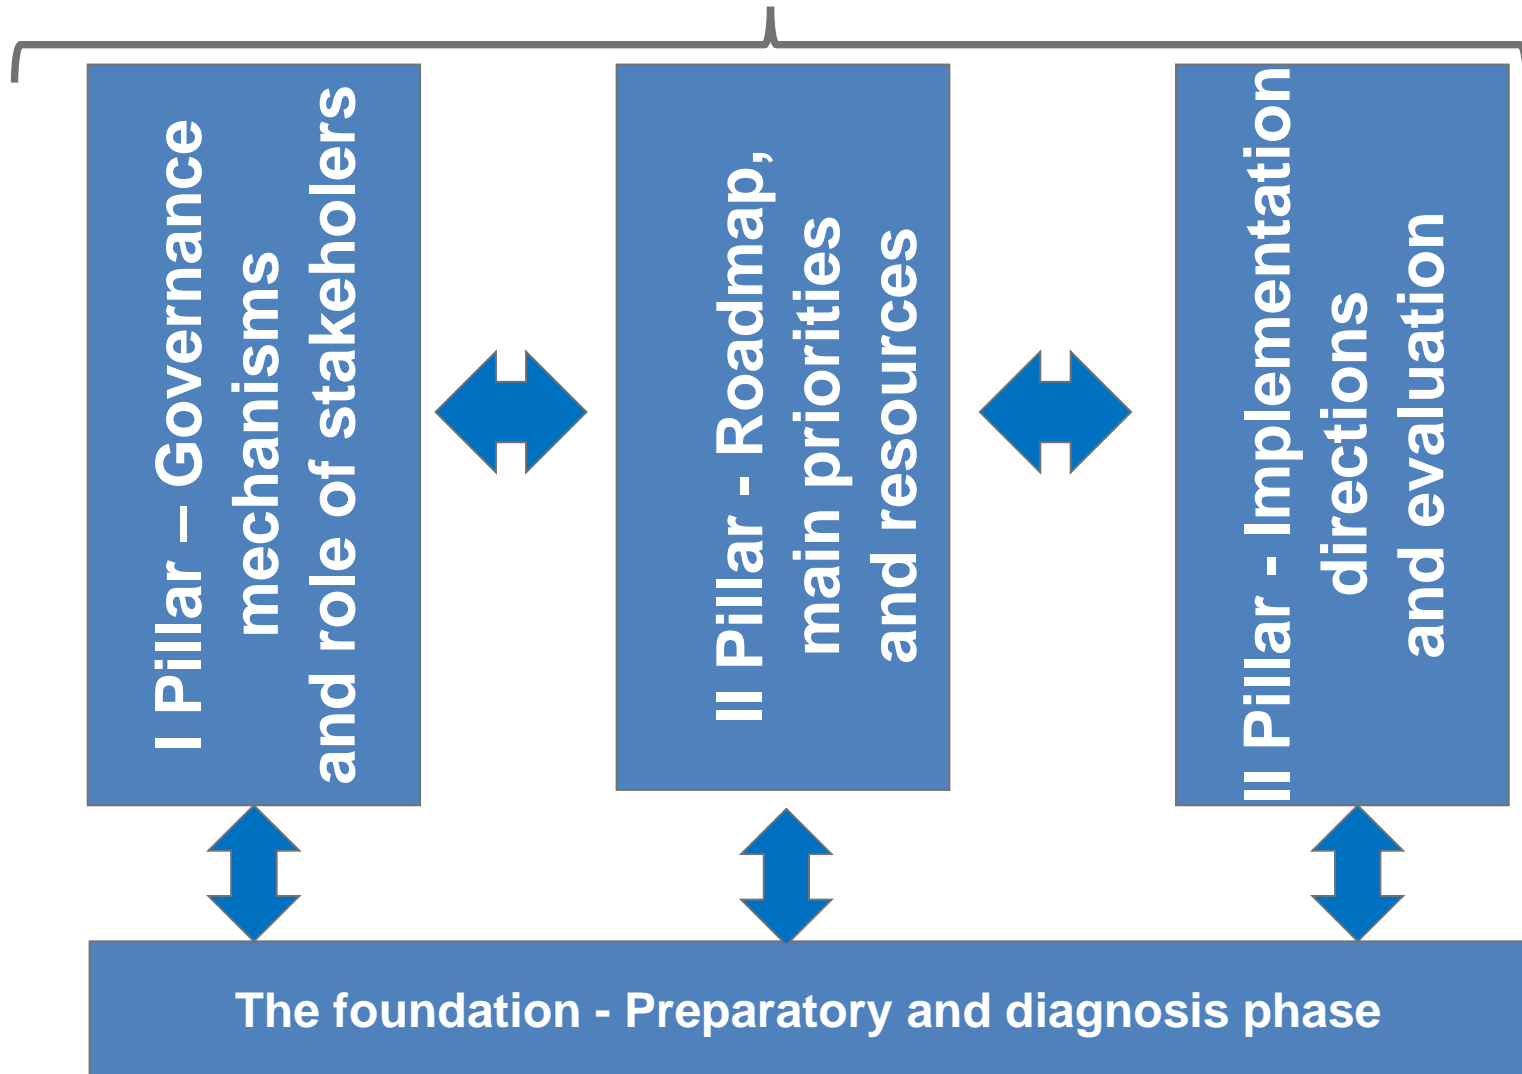 I Pillar – Governance
mechanisms
and role of stakeholers
II Pillar - Roadmap,
main priorities
and resources
II Pillar - Implementation
directions
and evaluation
The foundation - Preparatory and diagnosis phase